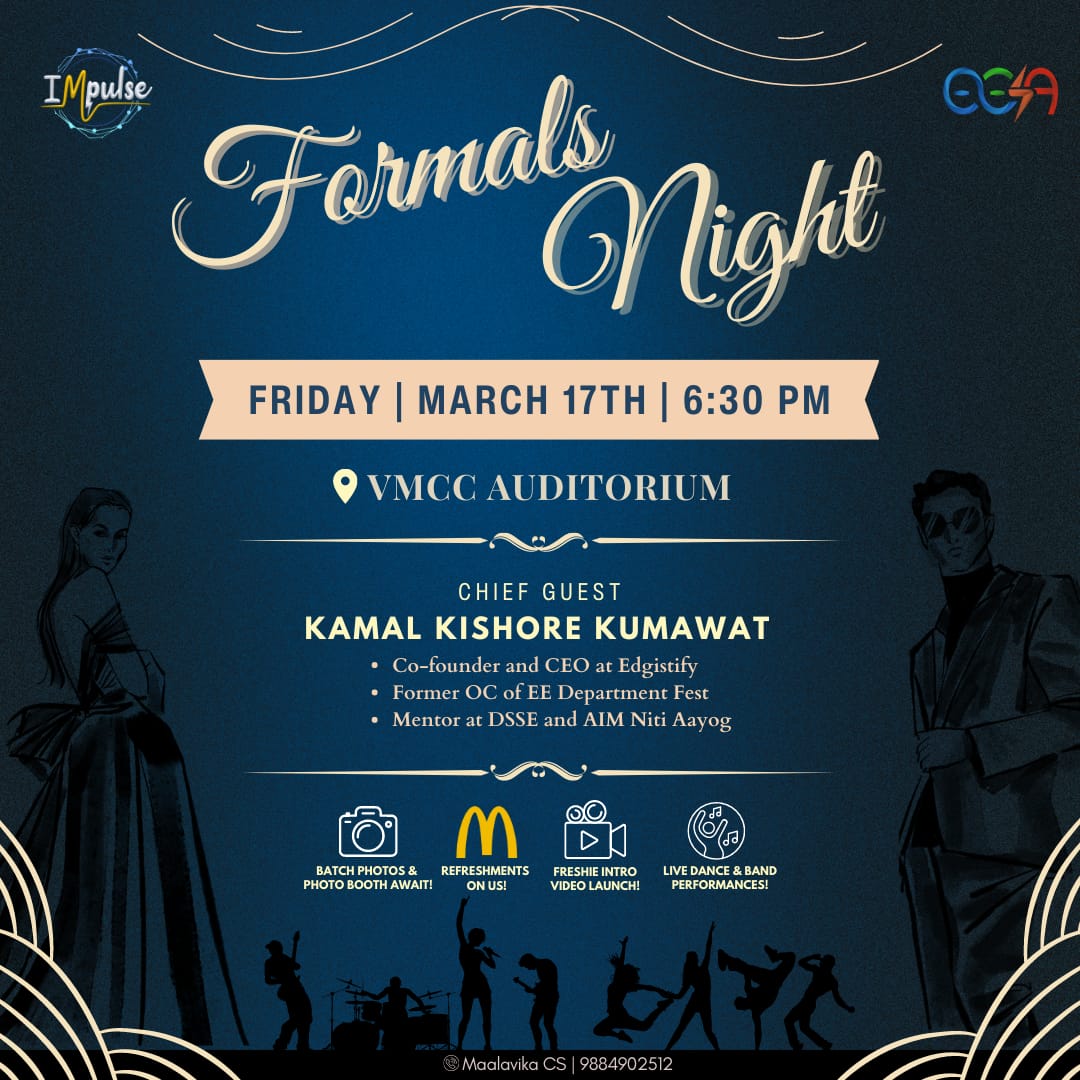 IMpulse
EESA
Formals
Night
FRIDAY | MARCH 17TH | 6:30 PM
VMCC AUDITORIUM
CHIEF GUEST
KAMAL KISHORE KUMAWAT
• Co-founder and CEO at Edgistify
• Former OC of EE Department Fest
• Mentor at DSSE and AIM Niti Aayog
BATCH PHOTOS &
PHOTO BOOTH AWAIT!
REFRESHMENTS
ON US!
FRESHIE INTRO
VIDEO LAUNCH!
LIVE DANCE & BAND
PERFORMANCES!
Maalavika CS | 9884902512